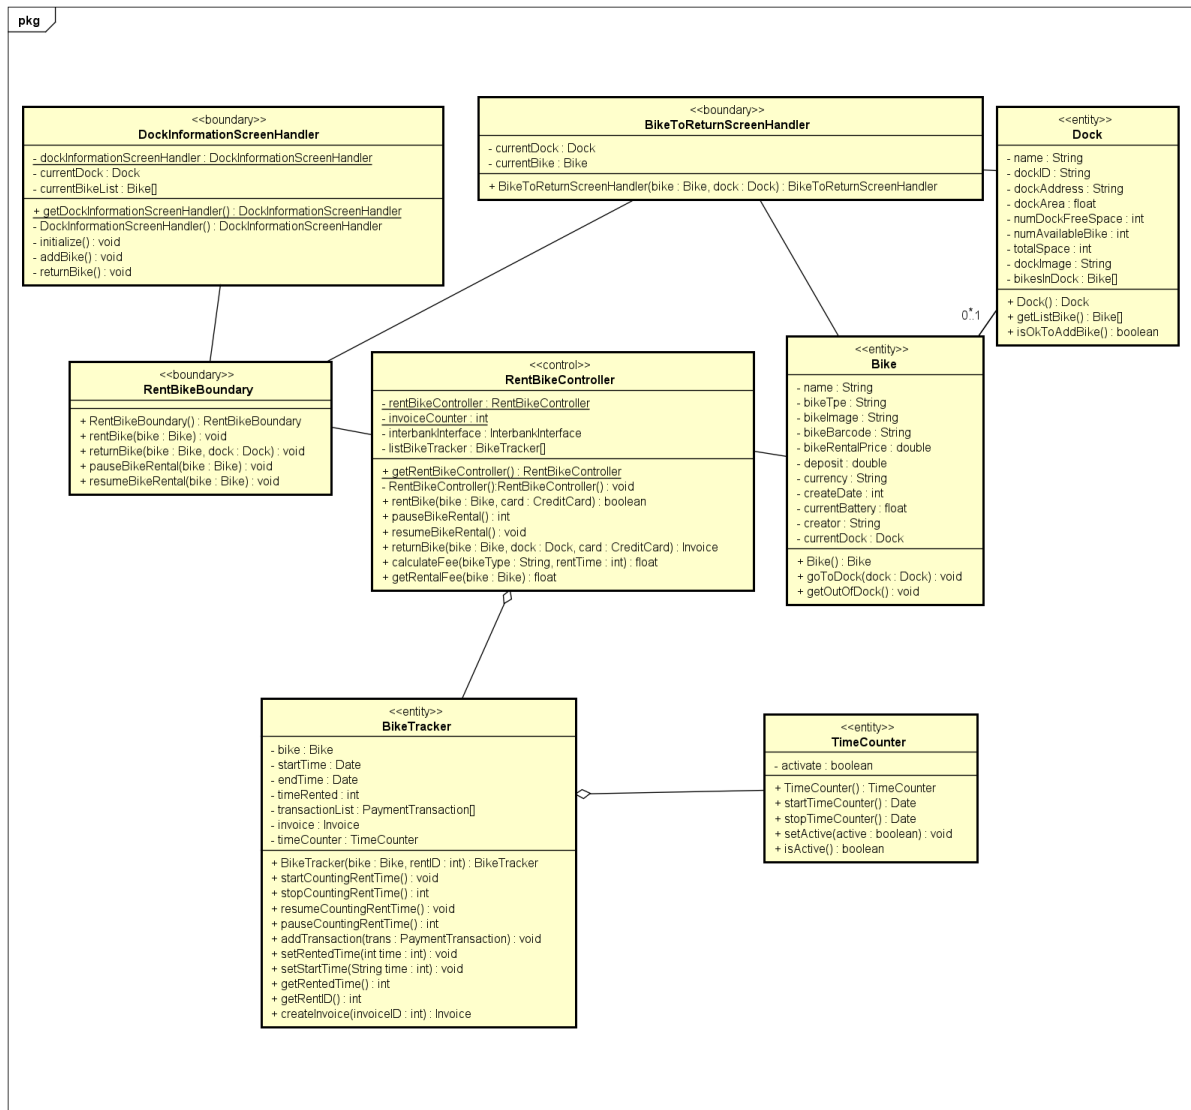 pkg
<<boundary>>
DockInformationScreenHandler
- dockInformationScreenHandler : DockInformationScreenHandler
- currentDock : Dock
- currentBikeList : Bike[]
+ getDockInformationScreenHandler() : DockInformationScreenHandler
- DockInformationScreenHandler() : DockInformationScreenHandler
- initialize() : void
- addBike() : void
- returnBike() : void
<<boundary>>
BikeToReturnScreenHandler
- currentDock : Dock
- currentBike : Bike
+ BikeToReturnScreenHandler(bike : Bike, dock : Dock) : BikeToReturnScreenHandler
<<entity>>
Dock
- name : String
- dockID : String
- dockAddress : String
- dockArea : float
- numDockFreeSpace : int
- numAvailableBike : int
- totalSpace : int
- dockImage : String
- bikesInDock : Bike[]
+ Dock() : Dock
+ getListBike() : Bike[]
+ isOkToAddBike() : boolean
*
0..1
<<boundary>>
RentBikeBoundary
+ RentBikeBoundary() : RentBikeBoundary
+ rentBike(bike : Bike) : void
+ returnBike(bike : Bike, dock : Dock) : void
+ pauseBikeRental(bike : Bike) : void
+ resumeBikeRental(bike : Bike) : void
<<control>>
RentBikeController
- rentBikeController : RentBikeController
- invoiceCounter : int
- interbankInterface : InterbankInterface
- listBikeTracker : BikeTracker[]
+ getRentBikeController() : RentBikeController
- RentBikeController():RentBikeController() : void
+ rentBike(bike : Bike, card : CreditCard) : boolean
+ pauseBikeRental() : int
+ resumeBikeRental() : void
+ returnBike(bike : Bike, dock : Dock, card : CreditCard) : Invoice
+ calculateFee(bikeType : String, rentTime : int) : float
+ getRentalFee(bike : Bike) : float
<<entity>>
Bike
- name : String
- bikeTpe : String
- bikeImage : String
- bikeBarcode : String
- bikeRentalPrice : double
- deposit : double
- currency : String
- createDate : int
- currentBattery : float
- creator : String
- currentDock : Dock
+ Bike() : Bike
+ goToDock(dock : Dock) : void
+ getOutOfDock() : void
<<entity>>
BikeTracker
- bike : Bike
- startTime : Date
- endTime : Date
- timeRented : int
- transactionList : PaymentTransaction[]
- invoice : Invoice
- timeCounter : TimeCounter
+ BikeTracker(bike : Bike, rentID : int) : BikeTracker
+ startCountingRentTime() : void
+ stopCountingRentTime() : int
+ resumeCountingRentTime() : void
+ pauseCountingRentTime() : int
+ addTransaction(trans : PaymentTransaction) : void
+ setRentedTime(int time : int) : void
+ setStartTime(String time : int) : void
+ getRentedTime() : int
+ getRentID() : int
+ createInvoice(invoiceID : int) : Invoice
<<entity>>
TimeCounter
- activate : boolean
+ TimeCounter() : TimeCounter
+ startTimeCounter() : Date
+ stopTimeCounter() : Date
+ setActive(active : boolean) : void
+ isActive() : boolean